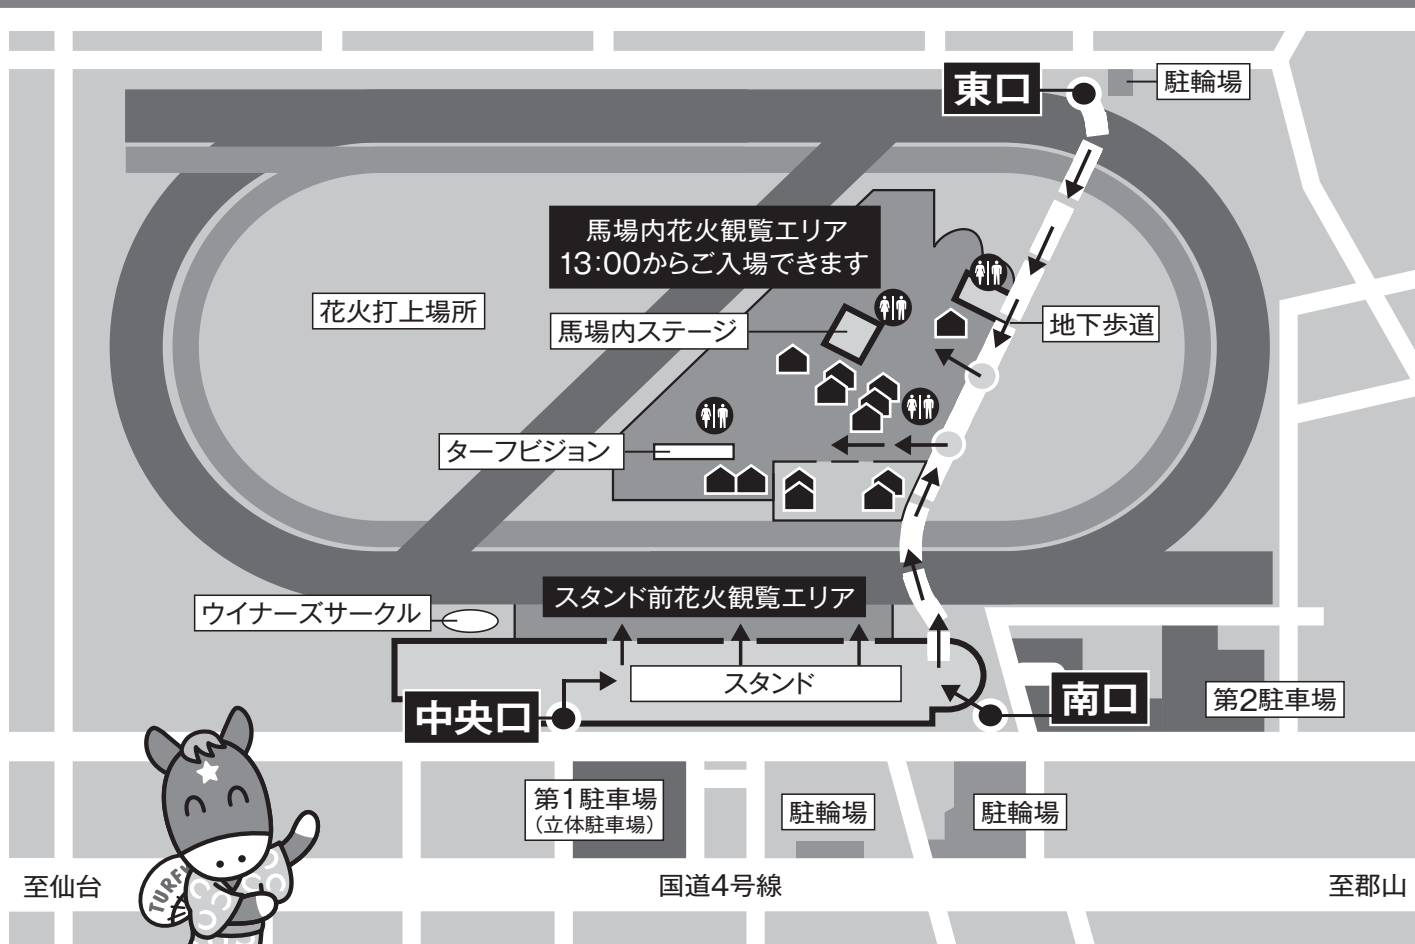 東口
駐輪場
馬場内花火観覧エリア
13:00からご入場できます
花火打上場所
馬場内ステージ
地下歩道
ターフビジョン
スタンド前花火観覧エリア
ウイナーズサークル
スタンド
中央口
南口
第2駐車場
第1駐車場
（立体駐車場）
駐輪場
駐輪場
至仙台
国道4号線
至郡山